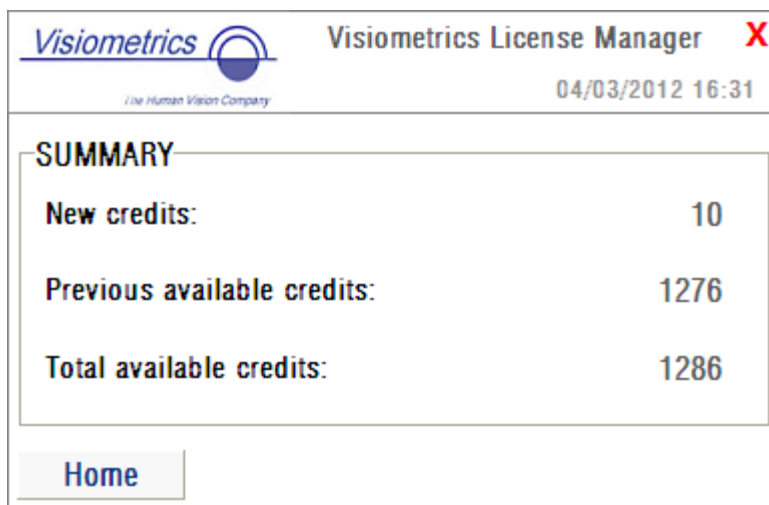 Visiometrics
The Human Vision Company
Visiometrics License Manager X
04/03/2012 16:31
SUMMARY
New credits: 10
Previous available credits: 1276
Total available credits: 1286
Home